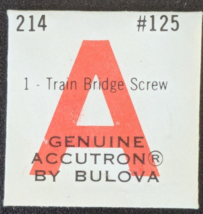 214 #125
1 - Train Bridge Screw
A
GENUINE
ACCUTRON®
BY BULOVA